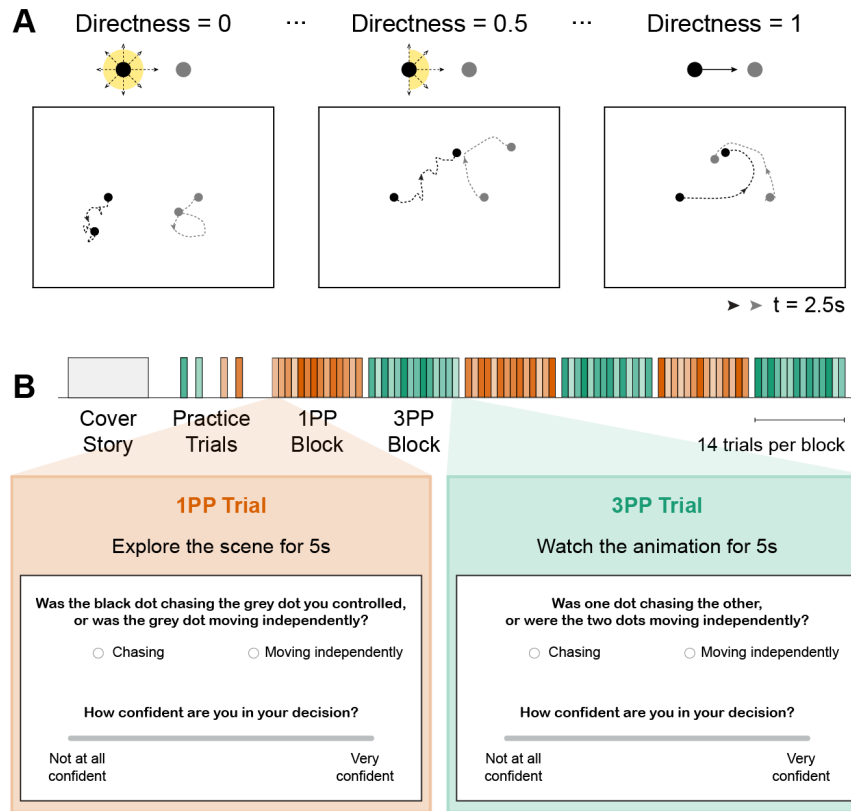 A
Directness = 0 ... Directness = 0.5 ... Directness = 1
t = 2.5s
B
Cover Story
Practice Trials
1PP Block
3PP Block
14 trials per block
1PP Trial
Explore the scene for 5s
Was the black dot chasing the grey dot you controlled,
or was the grey dot moving independently?
Chasing
Moving independently
How confident are you in your decision?
Not at all
confident
Very
confident
3PP Trial
Watch the animation for 5s
Was one dot chasing the other,
or were the two dots moving independently?
Chasing
Moving independently
How confident are you in your decision?
Not at all
confident
Very
confident